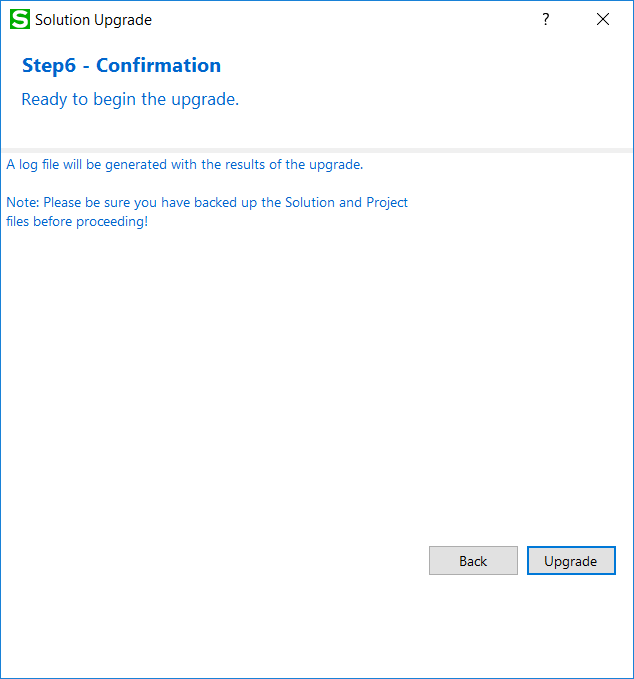 S Solution Upgrade ?
Step6 - Confirmation
Ready to begin the upgrade.
A log file will be generated with the results of the upgrade.
Note: Please be sure you have backed up the Solution and Project
files before proceeding!
Back
Upgrade